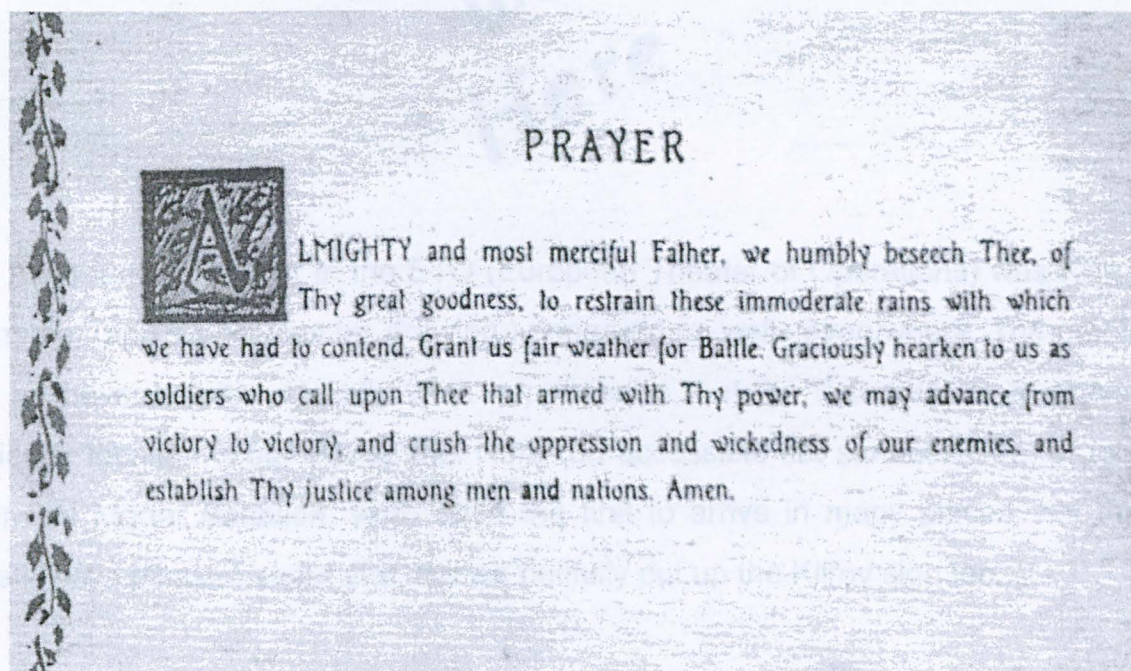 PRAYER
ALMIGHTY and most merciful Father, we humbly beseech Thee, of
Thy great goodness, to restrain these immoderate rains with which
we have had to contend. Grant us fair weather for Battle. Graciously hearken to us as
soldiers who call upon Thee that armed with Thy power, we may advance from
victory to victory, and crush the oppression and wickedness of our enemies, and
establish Thy justice among men and nations. Amen.